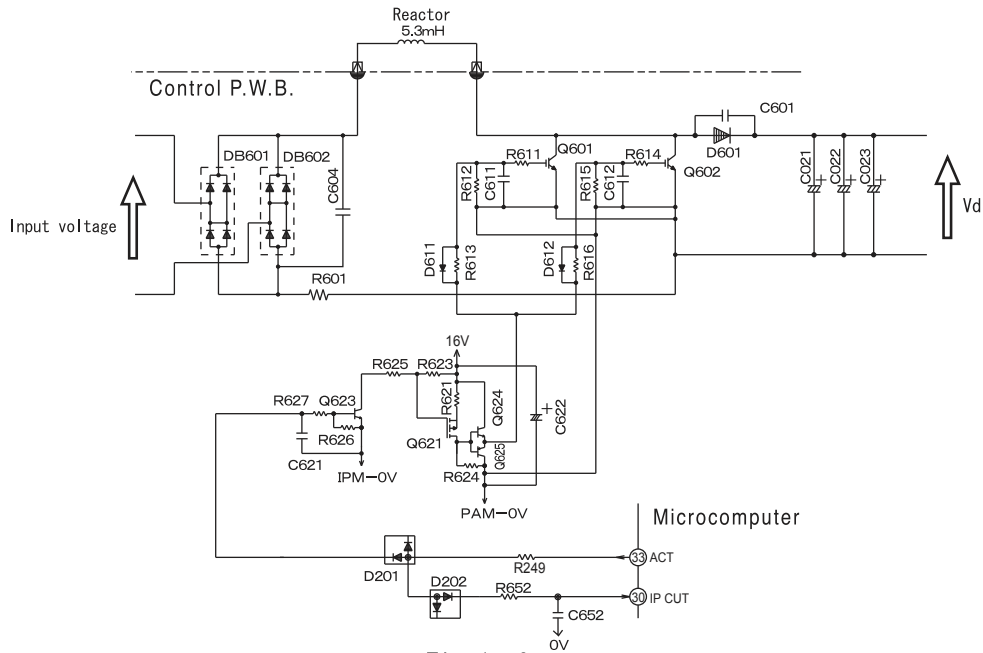 Reactor
5.3mH
Control P.W.B.
C601
D601
DB601
DB602
C604
R611
Q601
R614
Q602
R612
C611
R615
C612
C021
C022
C023
Input voltage
Vd
D611
R613
D612
R616
R601
16V
R625
R623
R621
Q624
C622
R627
Q623
R626
Q621
Q625
C621
R624
IPM-0V
PAM-0V
Microcomputer
33 ACT
D201
R249
D202
R652
30 IP CUT
C652
0V